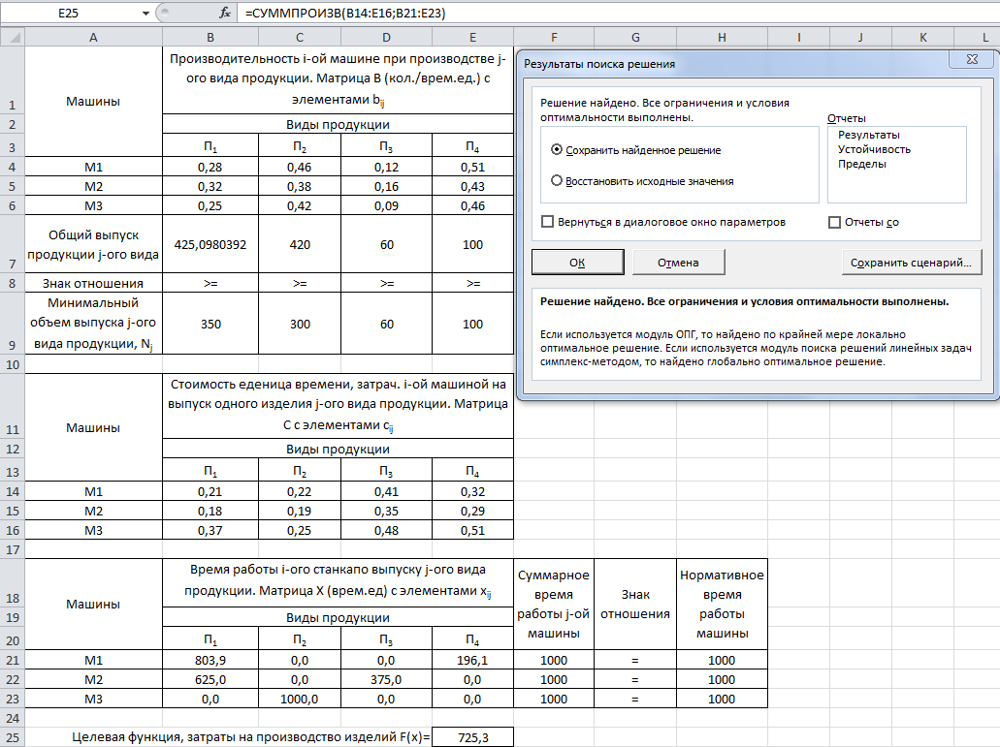 E25 fx =СУММПРОИЗВ(B14:E16;B21:E23)
A B C D E F G H I J K L
1 Машины Производительность i-ой машине при производстве j-
ого вида продукции. Матрица B (кол./врем.ед.) с
элементами bij
2 Виды продукции
3 П1 П2 П3 П4
4 М1 0,28 0,46 0,12 0,51
5 М2 0,32 0,38 0,16 0,43
6 М3 0,25 0,42 0,09 0,46
7 Общий выпуск
продукции j-ого вида 425,0980392 420 60 100
8 Знак отношения >= >= >= >=
9 Минимальный
объем выпуска j-ого
вида продукции, Nj 350 300 60 100
10
11 Машины Стоимость еденица времени, затрач. i-ой машиной на
выпуск одного изделия j-ого вида продукции. Матрица
С с элементами cij
12 Виды продукции
13 П1 П2 П3 П4
14 М1 0,21 0,22 0,41 0,32
15 М2 0,18 0,19 0,35 0,29
16 М3 0,37 0,25 0,48 0,51
17
18 Машины Время работы i-ого станкапо выпуску j-ого вида
продукции. Матрица X (врем.ед) с элементами xij
Суммарное
время
работы j-ой
машины
Знак
отношения
Нормативное
время
работы
машины
19 Виды продукции
20 П1 П2 П3 П4
21 М1 803,9 0,0 0,0 196,1 1000 = 1000
22 М2 625,0 0,0 375,0 0,0 1000 = 1000
23 М3 0,0 1000,0 0,0 0,0 1000 = 1000
24
25 Целевая функция, затраты на производство изделий F(x)= 725,3
Результаты поиска решения
Решение найдено. Все ограничения и условия
оптимальности выполнены.
Сохранить найденное решение
Восстановить исходные значения
Отчеты
Результаты
Устойчивость
Пределы
Вернуться в диалоговое окно параметров
Отчеты со
ОК Отмена Сохранить сценарий...
Решение найдено. Все ограничения и условия оптимальности выполнены.
Если используется модуль ОПГ, то найдено по крайней мере локально
оптимальное решение. Если используется модуль поиска решений линейных задач
симплекс-методом, то найдено глобально оптимальное решение.